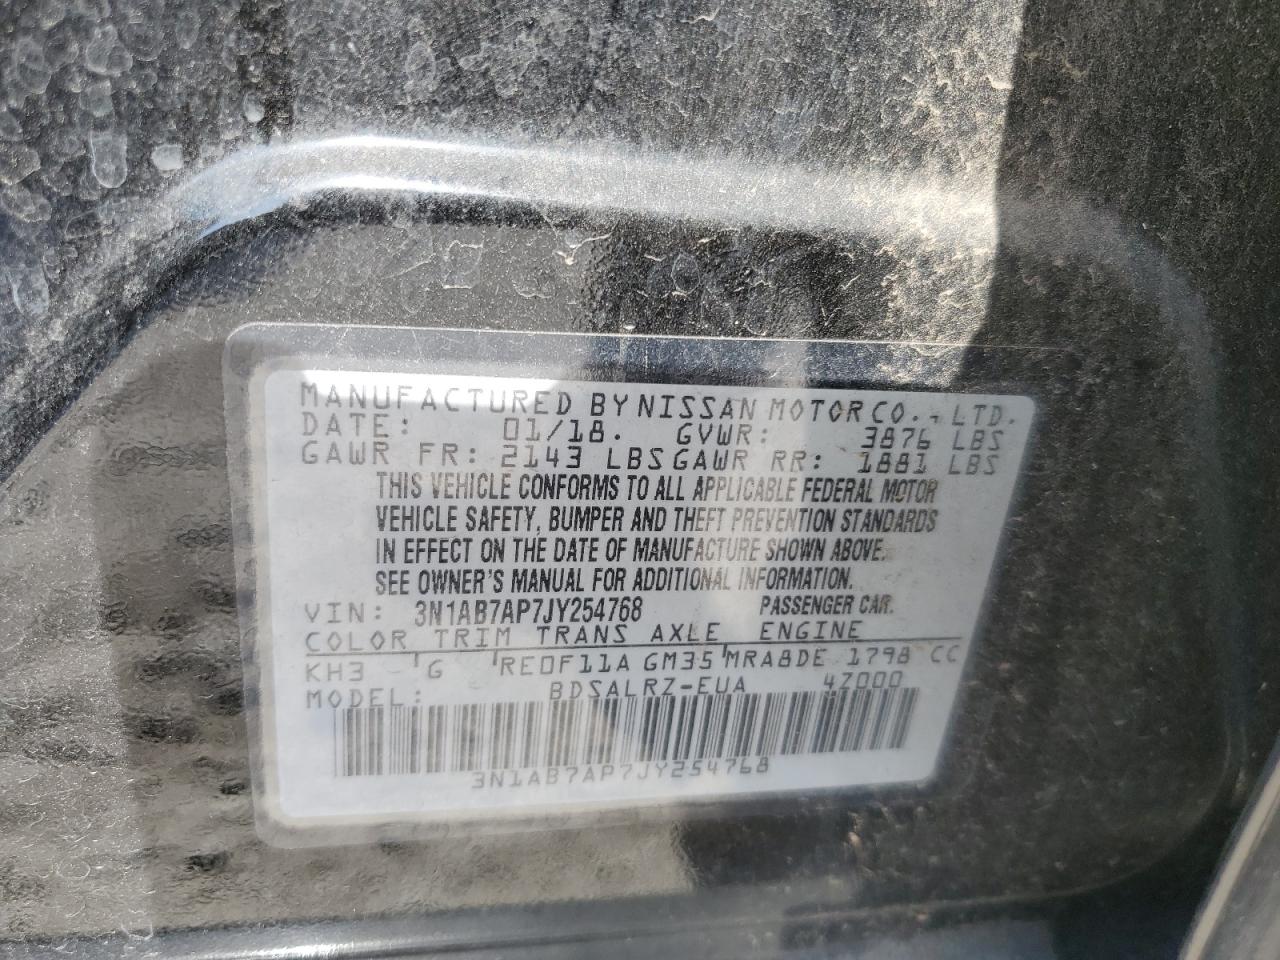 MANUFACTURED BY NISSAN MOTOR CO., LTD.
DATE: 01/18. GVWR: 3876 LBS
GAWR FR: 2143 LBS GAWR RR: 1881 LBS
THIS VEHICLE CONFORMS TO ALL APPLICABLE FEDERAL MOTOR
VEHICLE SAFETY, BUMPER AND THEFT PREVENTION STANDARDS
IN EFFECT ON THE DATE OF MANUFACTURE SHOWN ABOVE.
SEE OWNER'S MANUAL FOR ADDITIONAL INFORMATION.
VIN: 3N1AB7AP7JY254768 PASSENGER CAR.
COLOR TRIM TRANS AXLE ENGINE
KH3 G RE0F11A GM35 MRA8DE 1798 CC
MODEL: BDSALRZ-EUA 4Z000
3N1AB7AP7JY254768